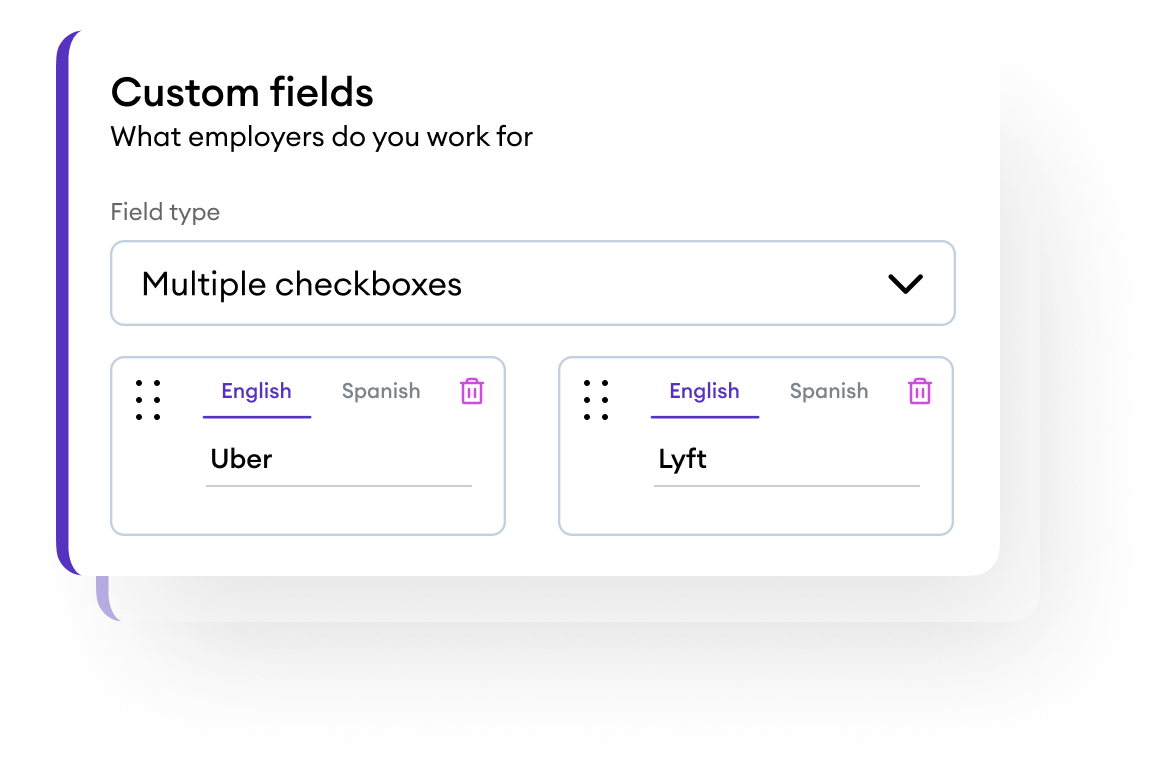 Custom fields
What employers do you work for
Field type
Multiple checkboxes
English Spanish
Uber
English Spanish
Lyft